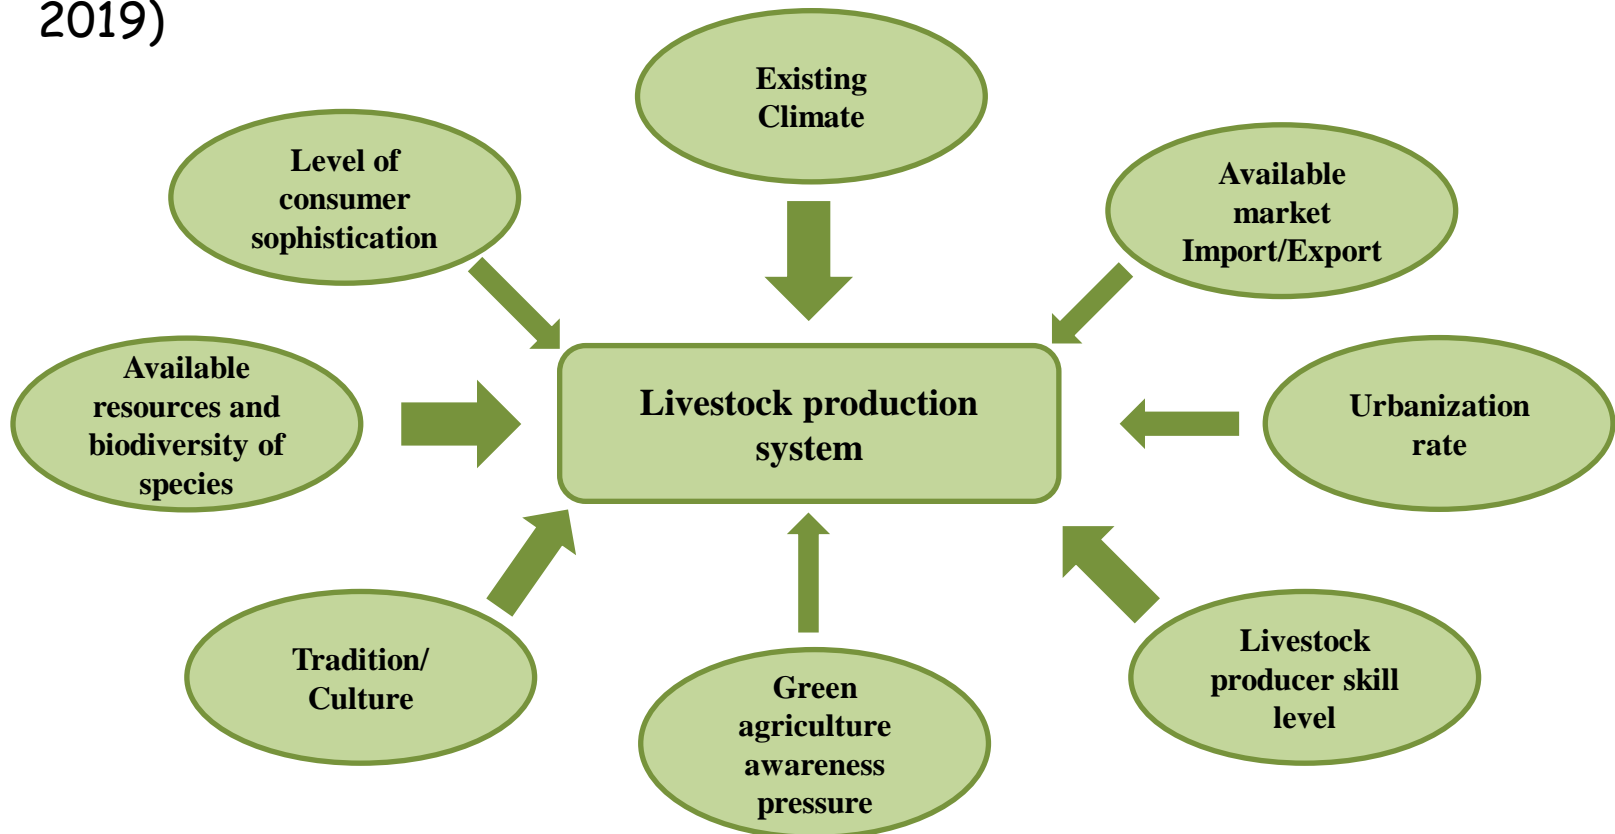 2019)
Existing
Climate
Level of
consumer
sophistication
Available
market
Import/Export
Available
resources and
biodiversity of
species
Livestock production
system
Urbanization
rate
Tradition/
Culture
Green
agriculture
awareness
pressure
Livestock
producer skill
level